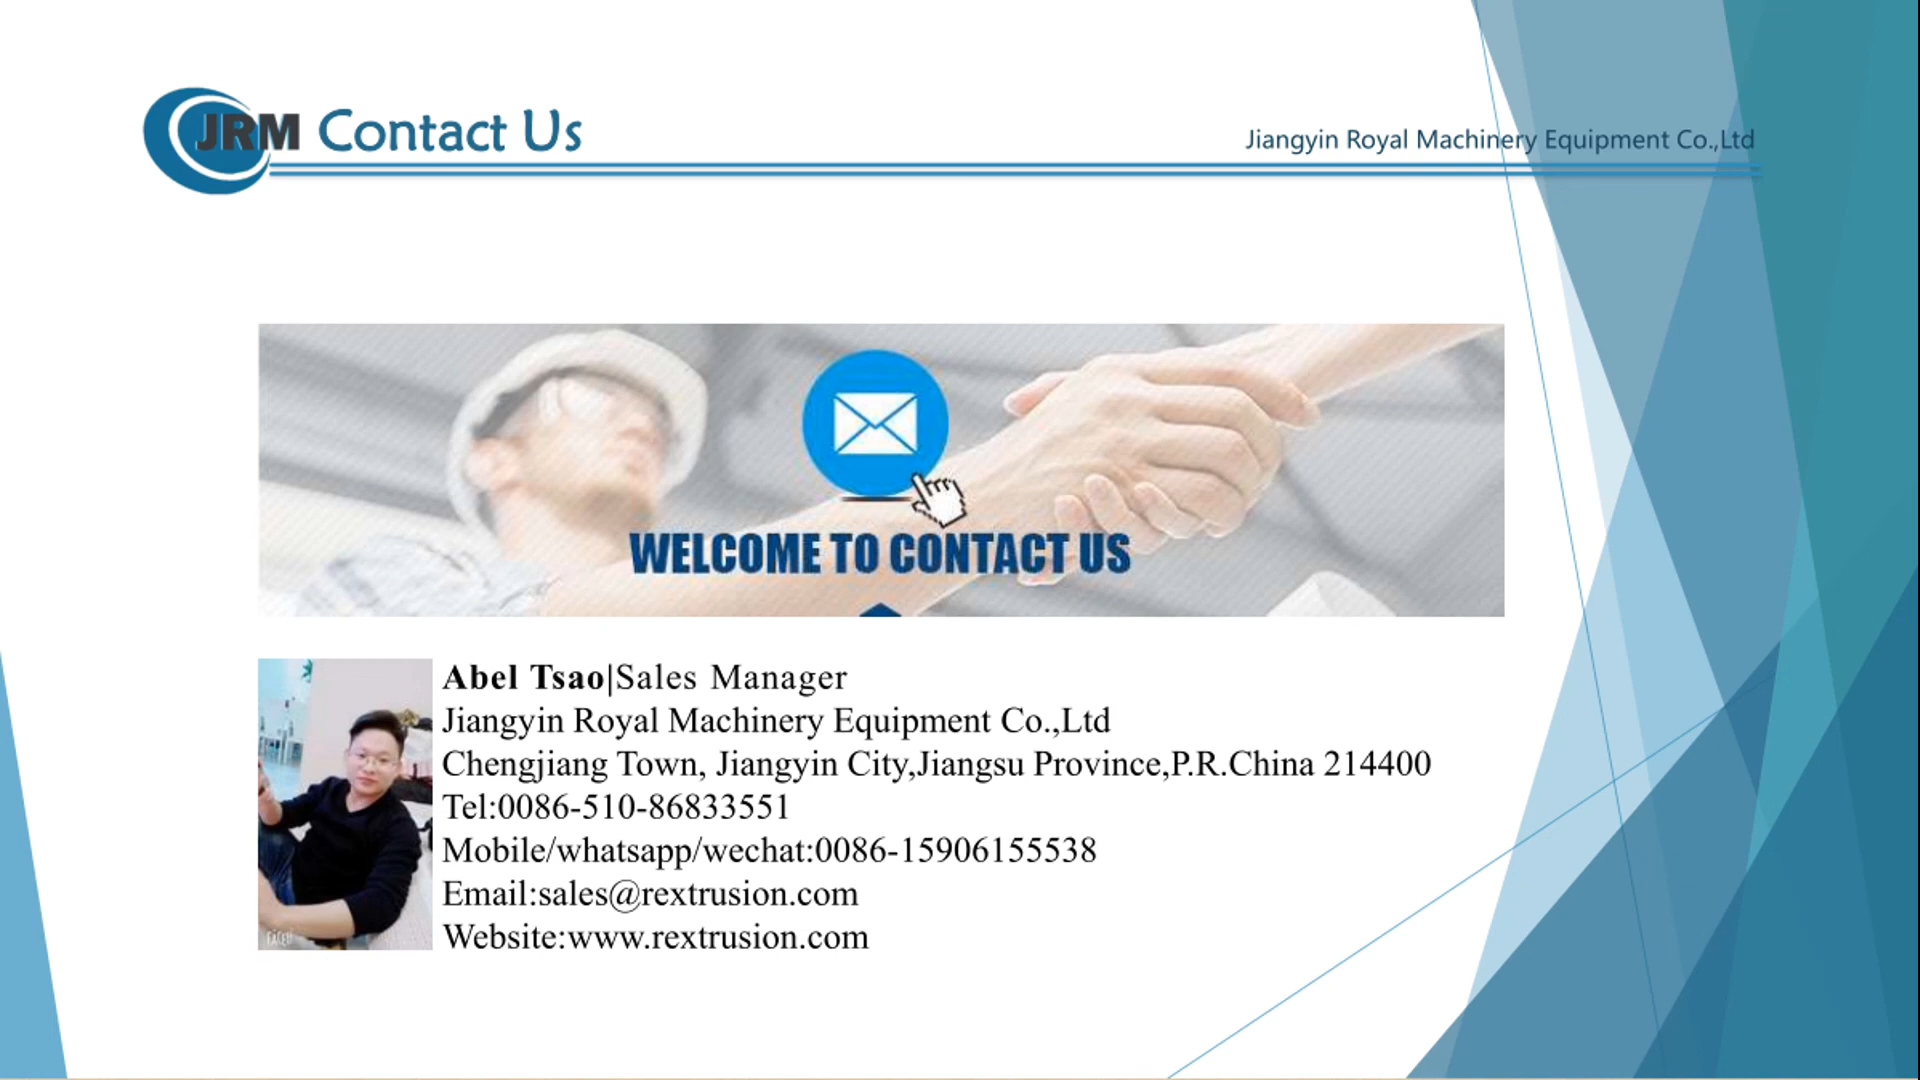 JRM Contact Us
Jiangyin Royal Machinery Equipment Co.,Ltd
WELCOME TO CONTACT US
Abel Tsao|Sales Manager
Jiangyin Royal Machinery Equipment Co.,Ltd
Chengjiang Town, Jiangyin City,Jiangsu Province,P.R.China 214400
Tel:0086-510-86833551
Mobile/whatsapp/wechat:0086-15906155538
Email:sales@rextrusion.com
Website:www.rextrusion.com